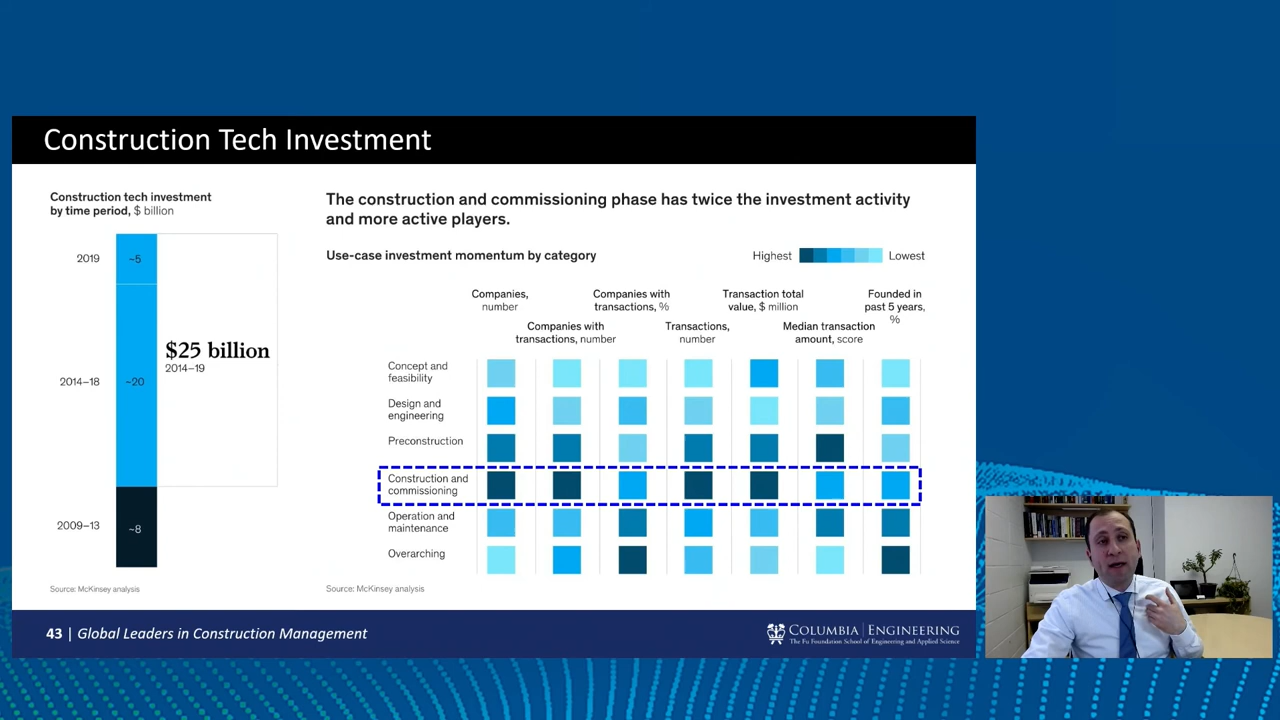 Construction Tech Investment
Construction tech investment
by time period, $ billion
2019
~5
$25 billion
2014–19
2014–18
~20
2009–13
~8
Source: McKinsey analysis
The construction and commissioning phase has twice the investment activity
and more active players.
Use-case investment momentum by category
Highest
Lowest
Companies,
number
Companies with
transactions, number
Companies with
transactions, %
Transactions,
number
Transaction total
value, $ million
Median transaction
amount, score
Founded in
past 5 years,
%
Concept and
feasibility
Design and
engineering
Preconstruction
Construction and
commissioning
Operation and
maintenance
Overarching
Source: McKinsey analysis
43 | Global Leaders in Construction Management
COLUMBIA | ENGINEERING
The Fu Foundation School of Engineering and Applied Science